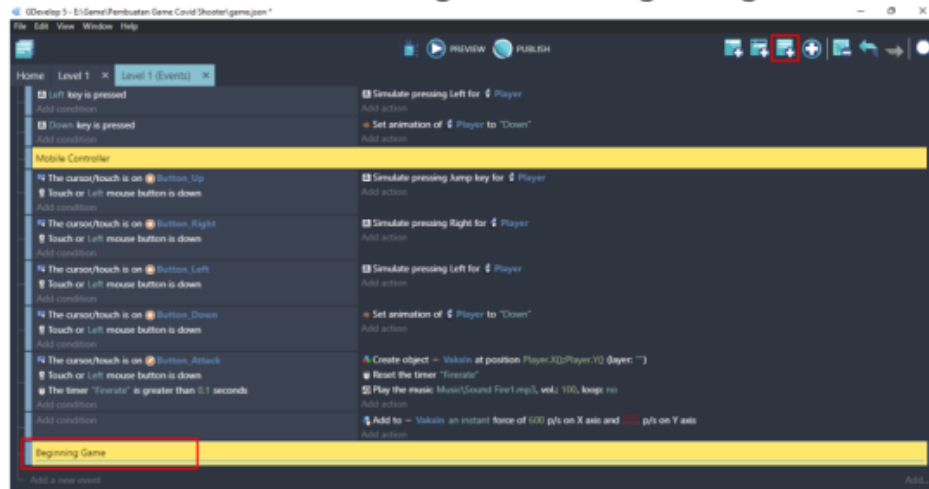 GDevelop 5 - E:\Game\Pembuatan Game Covid Shooter\game.json *
File Edit View Window Help
PREVIEW PUBLISH
Home Level 1 × Level 1 (Events) ×
Left key is pressed Simulate pressing Left for Player
Add condition Add action
Down key is pressed Set animation of Player to "Down"
Add condition Add action
Mobile Controller
The cursor/touch is on Button_Up Simulate pressing Jump key for Player
Touch or Left mouse button is down Add action
Add condition
The cursor/touch is on Button_Right Simulate pressing Right for Player
Touch or Left mouse button is down Add action
Add condition
The cursor/touch is on Button_Left Simulate pressing Left for Player
Touch or Left mouse button is down Add action
Add condition
The cursor/touch is on Button_Down Set animation of Player to "Down"
Touch or Left mouse button is down Add action
Add condition
The cursor/touch is on Button_Attack Create object Vaksin at position Player.X();Player.Y() (layer: "")
Touch or Left mouse button is down Reset the timer "Firerate"
The timer "Firerate" is greater than 0.1 seconds Play the music Music\Sound Fire1.mp3, vol.: 100, loop: no
Add condition Add action
Add condition Add to Vaksin an instant force of 600 p/s on X axis and p/s on Y axis
Add action
Beginning Game
Add a new event Add...